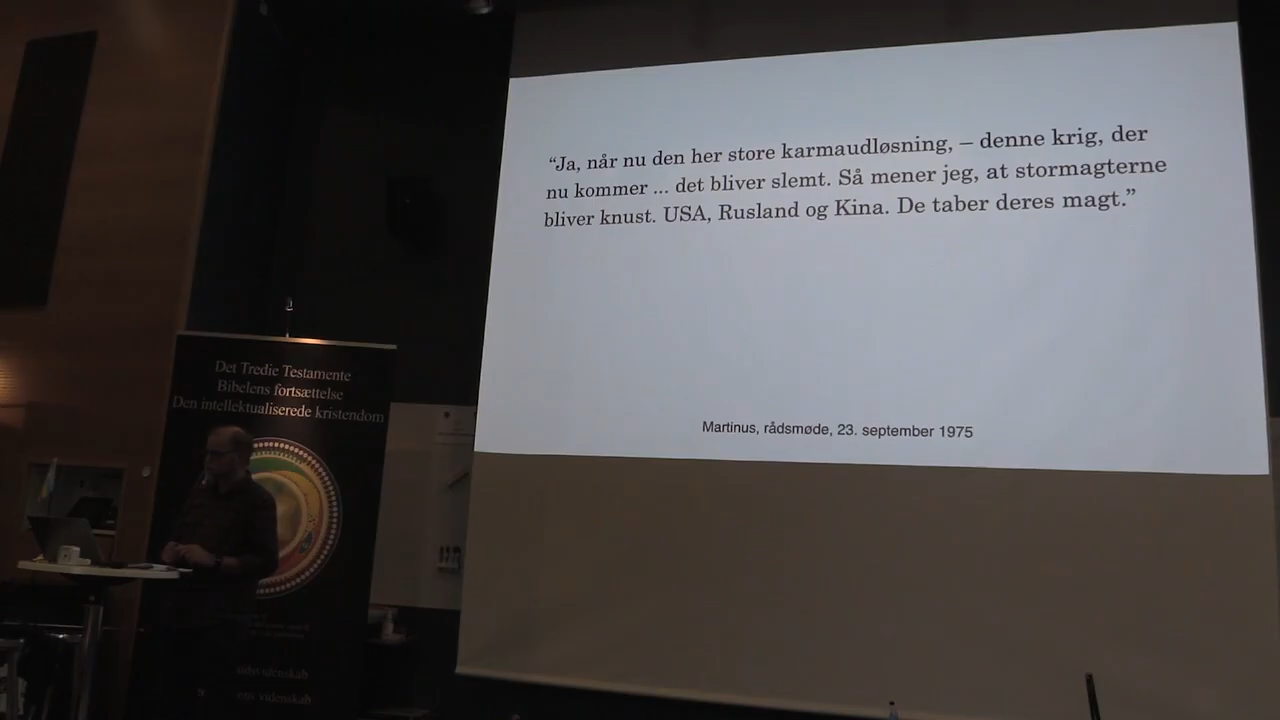 “Ja, når nu den her store karmaudløsning, – denne krig, der
nu kommer ... det bliver slemt. Så mener jeg, at stormagterne
bliver knust. USA, Rusland og Kina. De taber deres magt.”
Martinus, rådsmøde, 23. september 1975
Det Tredie Testamente
Bibelens fortsættelse
Den intellektualiserede kristendom